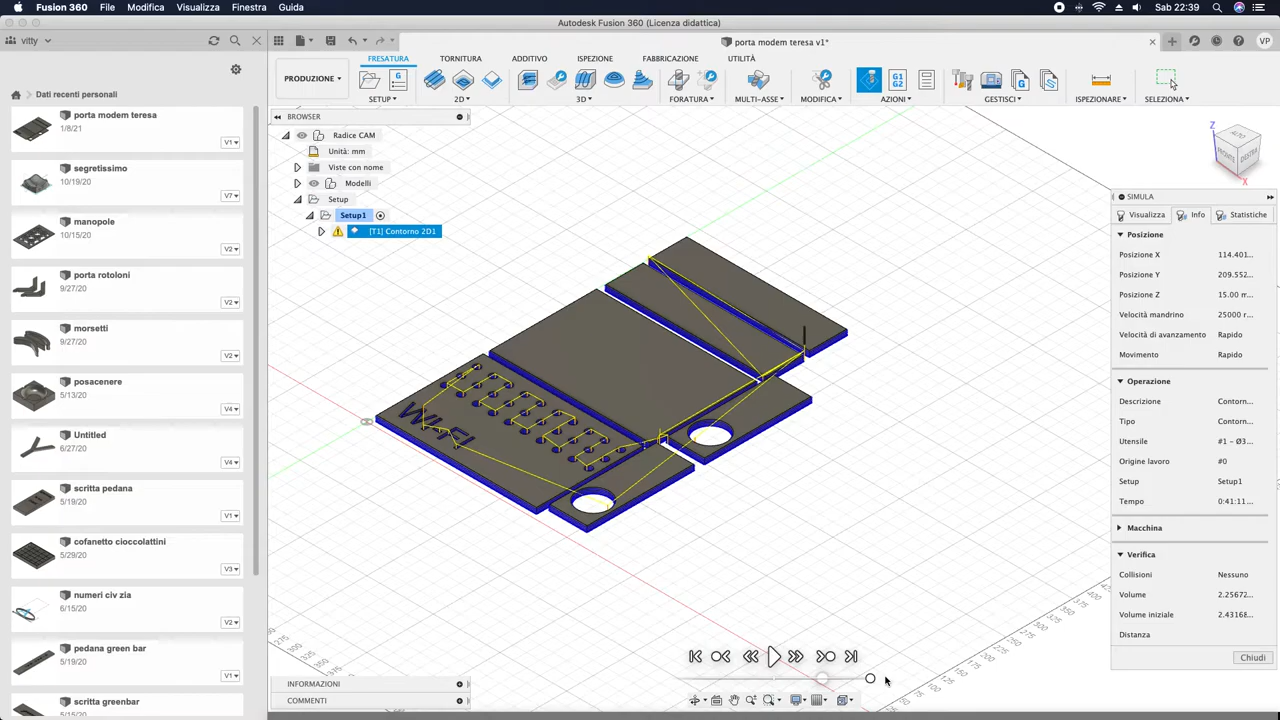 Fusion 360 File Modifica Visualizza Finestra Guida Sab 22:39
Autodesk Fusion 360 (Licenza didattica)
vitty
porta modem teresa v1*
VP
Dati recenti personali
porta modem teresa
1/8/21
V1
segretissimo
10/19/20
V7
manopole
10/15/20
V2
porta rotoloni
9/27/20
V2
morsetti
9/27/20
V2
posacenere
5/13/20
V4
Untitled
6/27/20
V4
scritta pedana
5/19/20
V1
cofanetto cioccolattini
5/29/20
V3
numeri civ zia
6/15/20
V2
pedana green bar
5/19/20
V1
scritta greenbar
PRODUZIONE
FRESATURA TORNITURA ADDITIVO ISPEZIONE FABBRICAZIONE UTILITÀ
G
G1
G2
G
SETUP 2D 3D FORATURA MULTI-ASSE MODIFICA AZIONI GESTISCI ISPEZIONARE SELEZIONA
BROWSER
Radice CAM
Unità: mm
Viste con nome
Modelli
Setup
Setup1
[T1] Contorno 2D1
Z
ALTO
FRONTE
DESTRA
X
WI-FI
SIMULA
Visualizza Info Statistiche
Posizione
Posizione X 114.401...
Posizione Y 209.552...
Posizione Z 15.00 m...
Velocità mandrino 25000 r...
Velocità di avanzamento Rapido
Movimento Rapido
Operazione
Descrizione Contorn...
Tipo Contorn...
Utensile #1 - Ø3...
Origine lavoro #0
Setup Setup1
Tempo 0:41:11...
Macchina
Verifica
Collisioni Nessuno
Volume 2.25672...
Volume iniziale 2.43168...
Distanza
Chiudi
INFORMAZIONI
COMMENTI